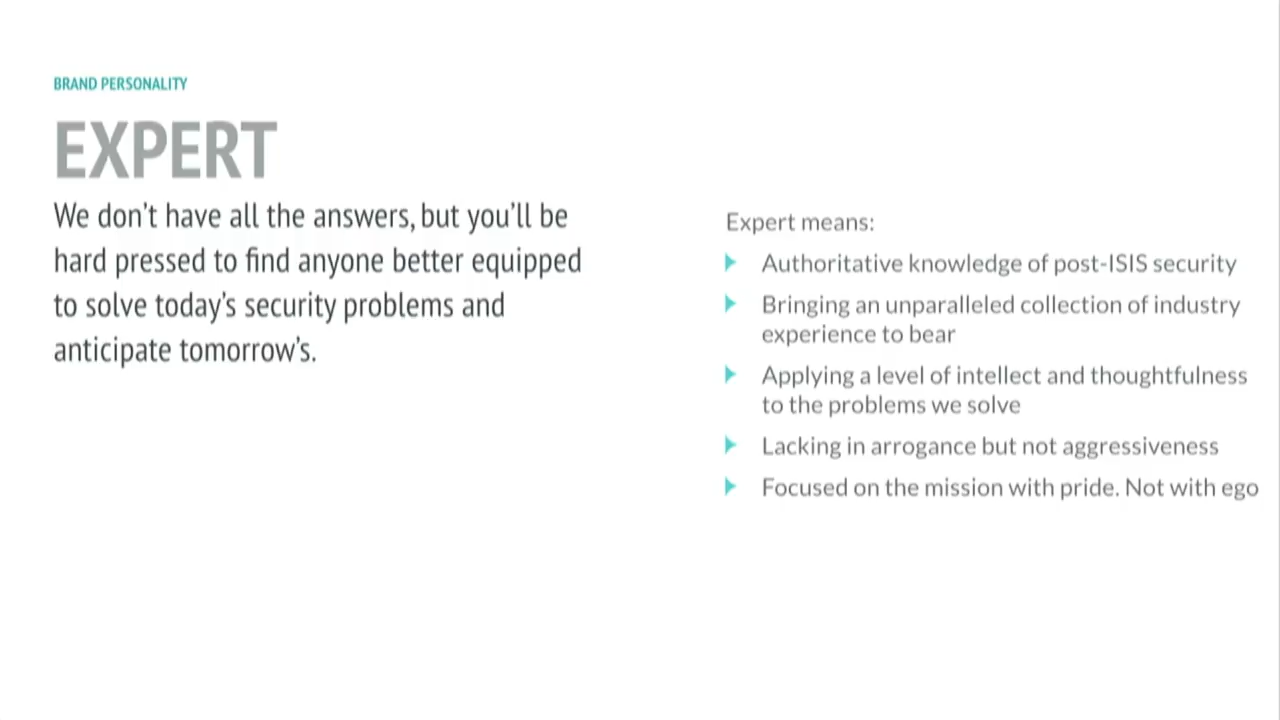 BRAND PERSONALITY
EXPERT
We don't have all the answers, but you'll be
hard pressed to find anyone better equipped
to solve today's security problems and
anticipate tomorrow's.
Expert means:
Authoritative knowledge of post-ISIS security
Bringing an unparalleled collection of industry
experience to bear
Applying a level of intellect and thoughtfulness
to the problems we solve
Lacking in arrogance but not aggressiveness
Focused on the mission with pride. Not with ego